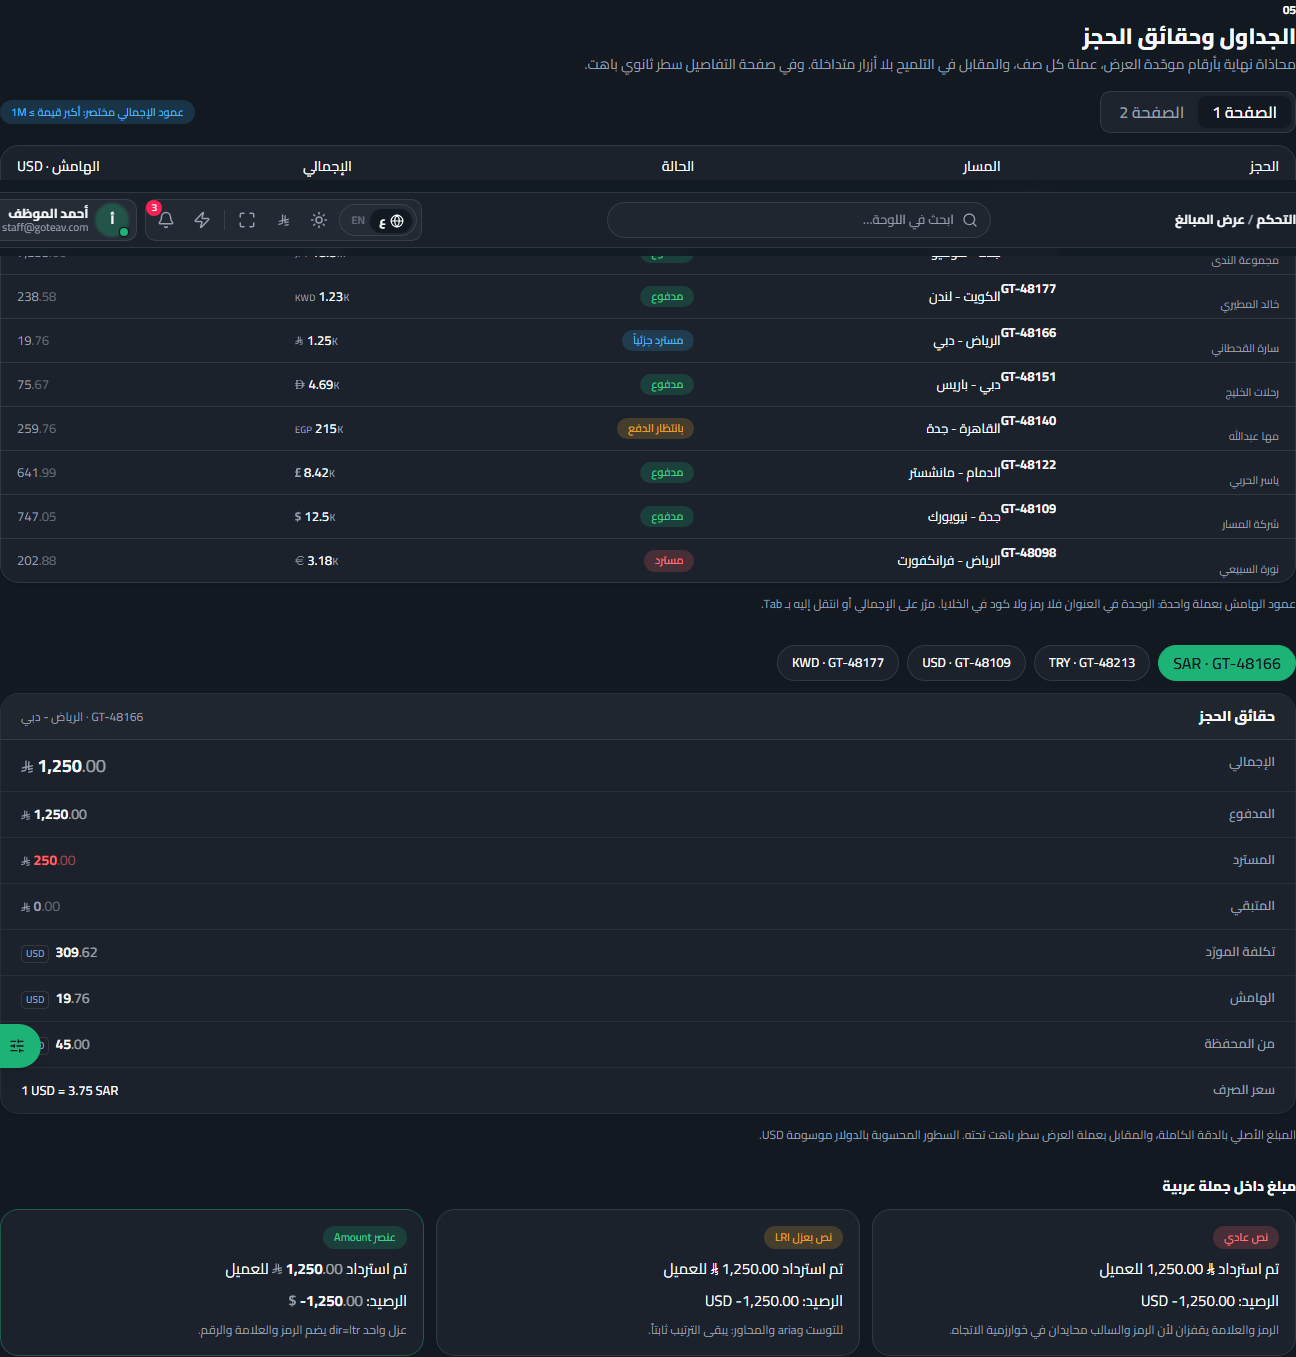 05
الجداول وحقائق الحجز
محاذاة نهاية بأرقام موحّدة العرض، عملة كل صف، والمقابل في التلميح بلا أزرار متداخلة. وفي صفحة التفاصيل سطر ثانوي باهت.
الصفحة 1 الصفحة 2
عمود الإجمالي مختصر: أكبر قيمة ≥ 1M
الحجز المسار الحالة الإجمالي الهامش · USD
التحكم / عرض المبالغ
ابحث في اللوحة...
ع EN
3
أ
أحمد الموظف
staff@goteav.com
مجموعة الندى
GT-48177 خالد المطيري الكويت - لندن مدفوع KWD 1.23K 238.58
GT-48166 سارة القحطاني الرياض - دبي مسترد جزئياً ⃁ 1.25K 19.76
GT-48151 رحلات الخليج دبي - باريس مدفوع 4.69K 75.67
GT-48140 مها عبدالله القاهرة - جدة بانتظار الدفع EGP 215K 259.76
GT-48122 ياسر الحربي الدمام - مانشستر مدفوع £ 8.42K 641.99
GT-48109 شركة المسار جدة - نيويورك مدفوع $ 12.5K 747.05
GT-48098 نورة السبيعي الرياض - فرانكفورت مسترد € 3.18K 202.88
عمود الهامش بعملة واحدة: الوحدة في العنوان فلا رمز ولا كود في الخلايا. مرّر على الإجمالي أو انتقل إليه بـ Tab.
SAR · GT-48166
TRY · GT-48213
USD · GT-48109
KWD · GT-48177
حقائق الحجز
GT-48166 · الرياض - دبي
الإجمالي ⃁ 1,250.00
المدفوع ⃁ 1,250.00
المسترد ⃁ 250.00
المتبقي ⃁ 0.00
تكلفة المورّد USD 309.62
الهامش USD 19.76
من المحفظة 45.00
سعر الصرف 1 USD = 3.75 SAR
المبلغ الأصلي بالدقة الكاملة، والمقابل بعملة العرض سطر باهت تحته. السطور المحسوبة بالدولار موسومة USD.
مبلغ داخل جملة عربية
نص عادي
تم استرداد ⃁ 1,250.00 للعميل
الرصيد: USD -1,250.00
الرمز والعلامة يقفزان لأن الرمز والسالب محايدان في خوارزمية الاتجاه.
نص بعزل LRI
تم استرداد ⃁ 1,250.00 للعميل
الرصيد: USD -1,250.00
للتوست وaria والمحاور: يبقى الترتيب ثابتاً.
عنصر Amount
تم استرداد ⃁ 1,250.00 للعميل
الرصيد: $ -1,250.00
عزل واحد dir=ltr يضم الرمز والعلامة والرقم.